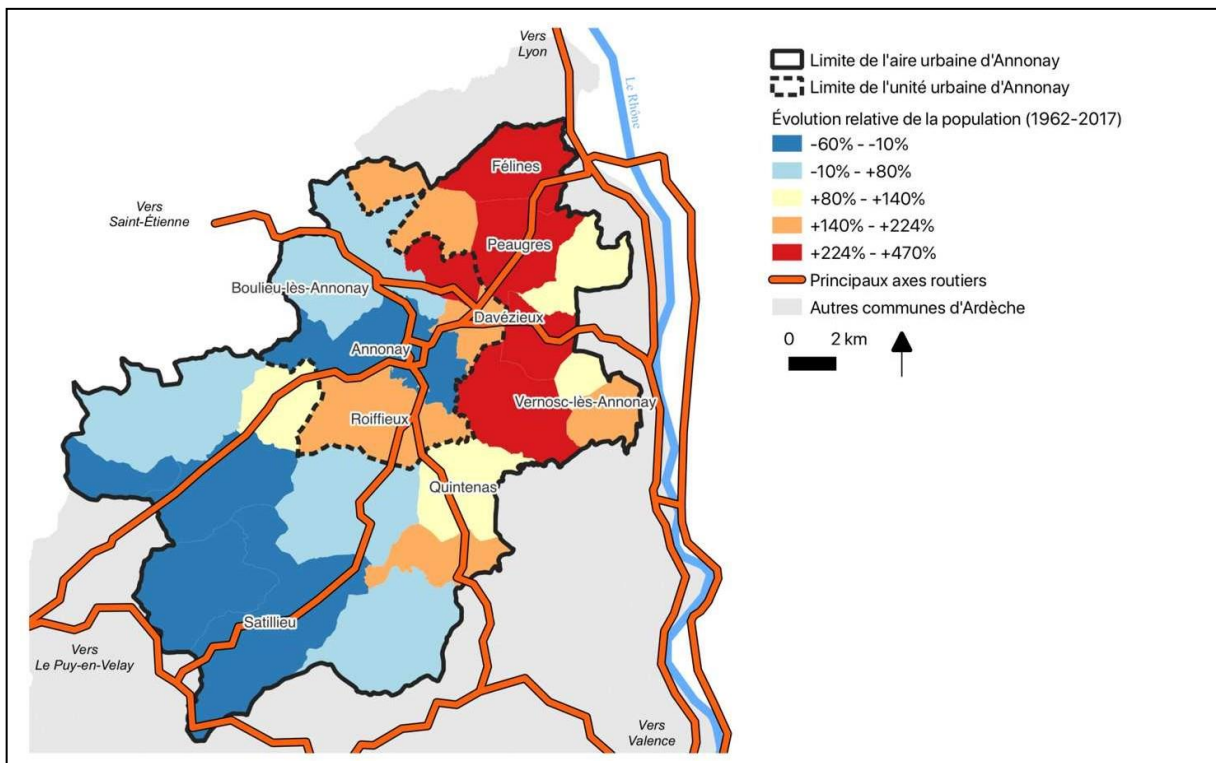 Vers
Lyon
Le Rhône
Félines
Vers
Saint-Étienne
Peaugres
Boulieu-lès-Annonay
Davézieux
Annonay
Vernosc-lès-Annonay
Roiffieux
Quintenas
Satillieu
Vers
Le Puy-en-Velay
Vers
Valence
Limite de l'aire urbaine d'Annonay
Limite de l'unité urbaine d'Annonay
Évolution relative de la population (1962-2017)
-60% - -10%
-10% - +80%
+80% - +140%
+140% - +224%
+224% - +470%
Principaux axes routiers
Autres communes d'Ardèche
0 2 km